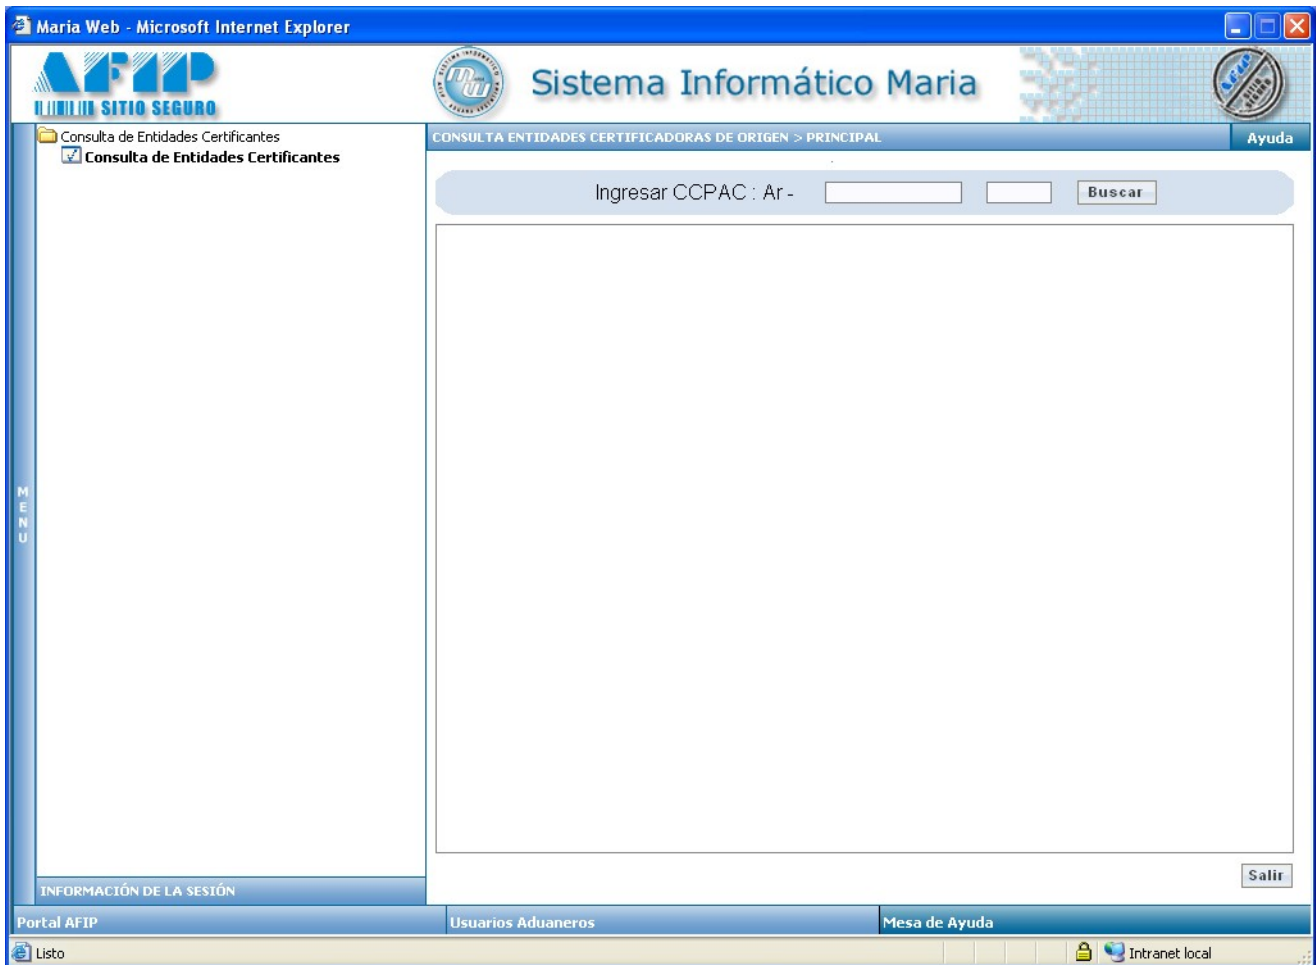 Maria Web - Microsoft Internet Explorer
AFIP
SITIO SEGURO
Sistema Informático Maria
Consulta de Entidades Certificantes
Consulta de Entidades Certificantes
CONSULTA ENTIDADES CERTIFICADORAS DE ORIGEN > PRINCIPAL
Ayuda
Ingresar CCPAC : Ar -
Buscar
MENU
Salir
INFORMACIÓN DE LA SESIÓN
Portal AFIP
Usuarios Aduaneros
Mesa de Ayuda
Listo
Intranet local